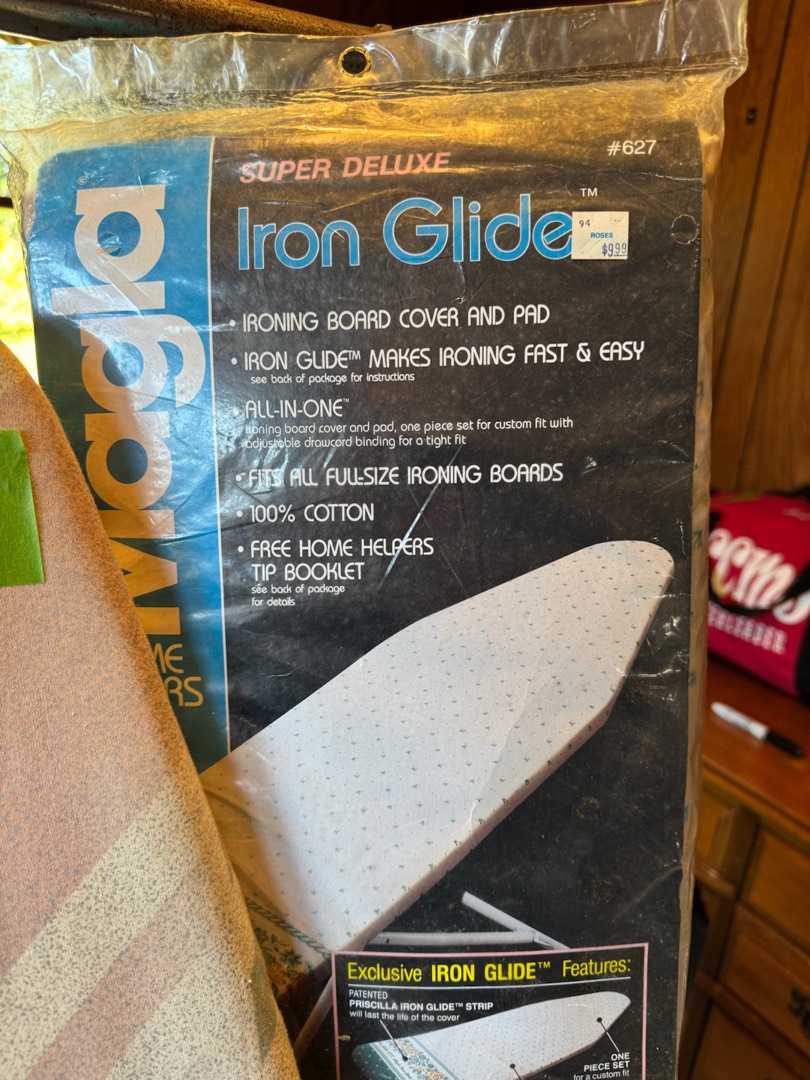 SUPER DELUXE
#627
Iron Glide™
94
ROSES
$9.99
Magla®
• IRONING BOARD COVER AND PAD
• IRON GLIDE™ MAKES IRONING FAST & EASY
see back of package for instructions
• ALL-IN-ONE™
ironing board cover and pad, one piece set for custom fit with
adjustable drawcord binding for a tight fit
• FITS ALL FULL-SIZE IRONING BOARDS
• 100% COTTON
• FREE HOME HELPERS
TIP BOOKLET
see back of package
for details
ME
RS
Exclusive IRON GLIDE™ Features:
PATENTED
PRISCILLA IRON GLIDE™ STRIP
will last the life of the cover
ONE
PIECE SET
for a custom fit